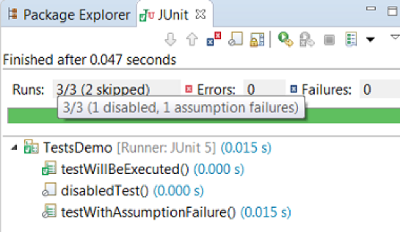 Package Explorer JUnit
Finished after 0.047 seconds
Runs: 3/3 (2 skipped) Errors: 0 Failures: 0
3/3 (1 disabled, 1 assumption failures)
TestsDemo [Runner: JUnit 5] (0.015 s)
testWillBeExecuted() (0.000 s)
disabledTest() (0.000 s)
testWithAssumptionFailure() (0.015 s)